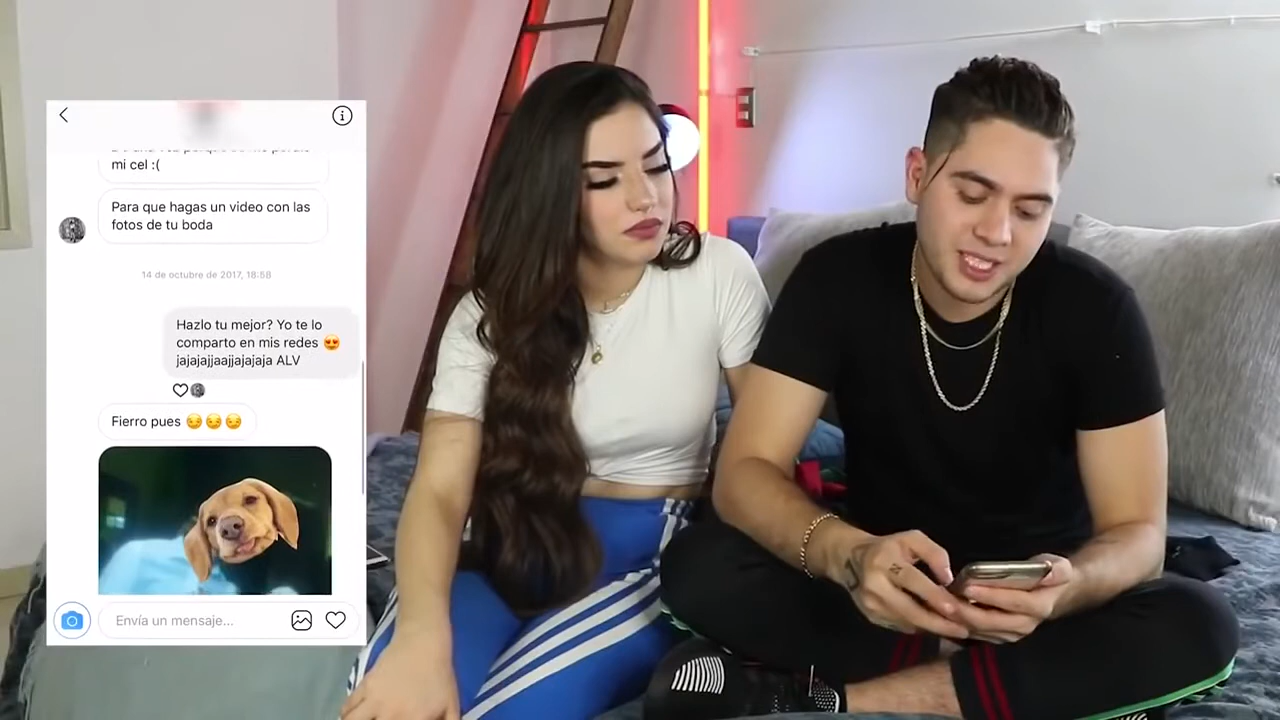 mi cel :(
Para que hagas un video con las
fotos de tu boda
14 de octubre de 2017, 18:58
Hazlo tu mejor? Yo te lo
comparto en mis redes 😍
jajajajjaajjajajaja ALV
Fierro pues 😏😏😏
Envía un mensaje...